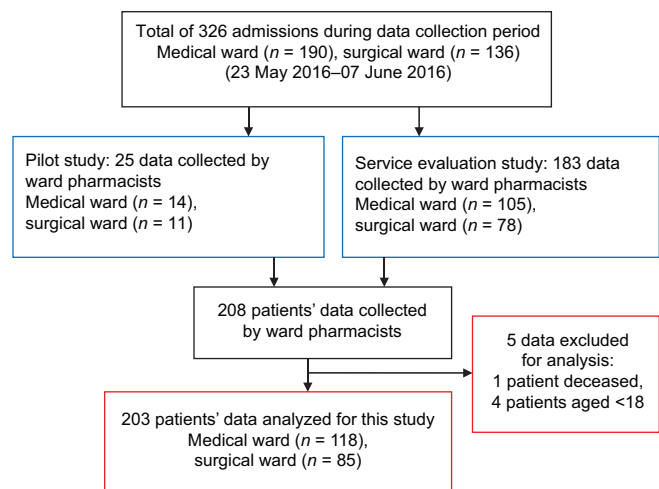 Total of 326 admissions during data collection period
Medical ward (n = 190), surgical ward (n = 136)
(23 May 2016–07 June 2016)
Pilot study: 25 data collected by
ward pharmacists
Medical ward (n = 14),
surgical ward (n = 11)
Service evaluation study: 183 data
collected by ward pharmacists
Medical ward (n = 105),
surgical ward (n = 78)
208 patients' data collected
by ward pharmacists
5 data excluded
for analysis:
1 patient deceased,
4 patients aged <18
203 patients' data analyzed for this study
Medical ward (n = 118),
surgical ward (n = 85)